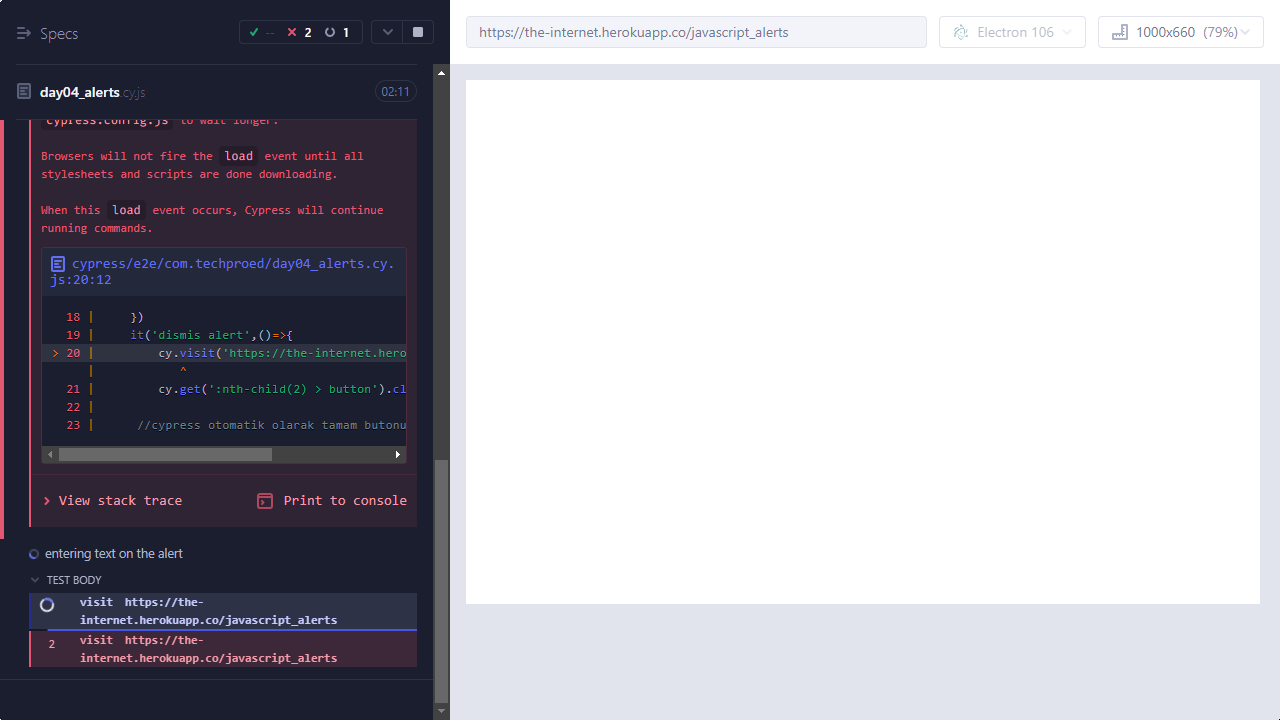 Specs
-- 2 1
https://the-internet.herokuapp.co/javascript_alerts
Electron 106
1000x660 (79%)
day04_alerts.cy.js
02:11
cypress.config.js to wait longer.
Browsers will not fire the load event until all
stylesheets and scripts are done downloading.
When this load event occurs, Cypress will continue
running commands.
cypress/e2e/com.techproed/day04_alerts.cy.
js:20:12
18 | })
19 | it('dismis alert',()=>{
> 20 | cy.visit('https://the-internet.hero
| ^
21 | cy.get(':nth-child(2) > button').cl
22 |
23 | //cypress otomatik olarak tamam butonu
View stack trace
Print to console
entering text on the alert
TEST BODY
visit https://the-
internet.herokuapp.co/javascript_alerts
2 visit https://the-
internet.herokuapp.co/javascript_alerts